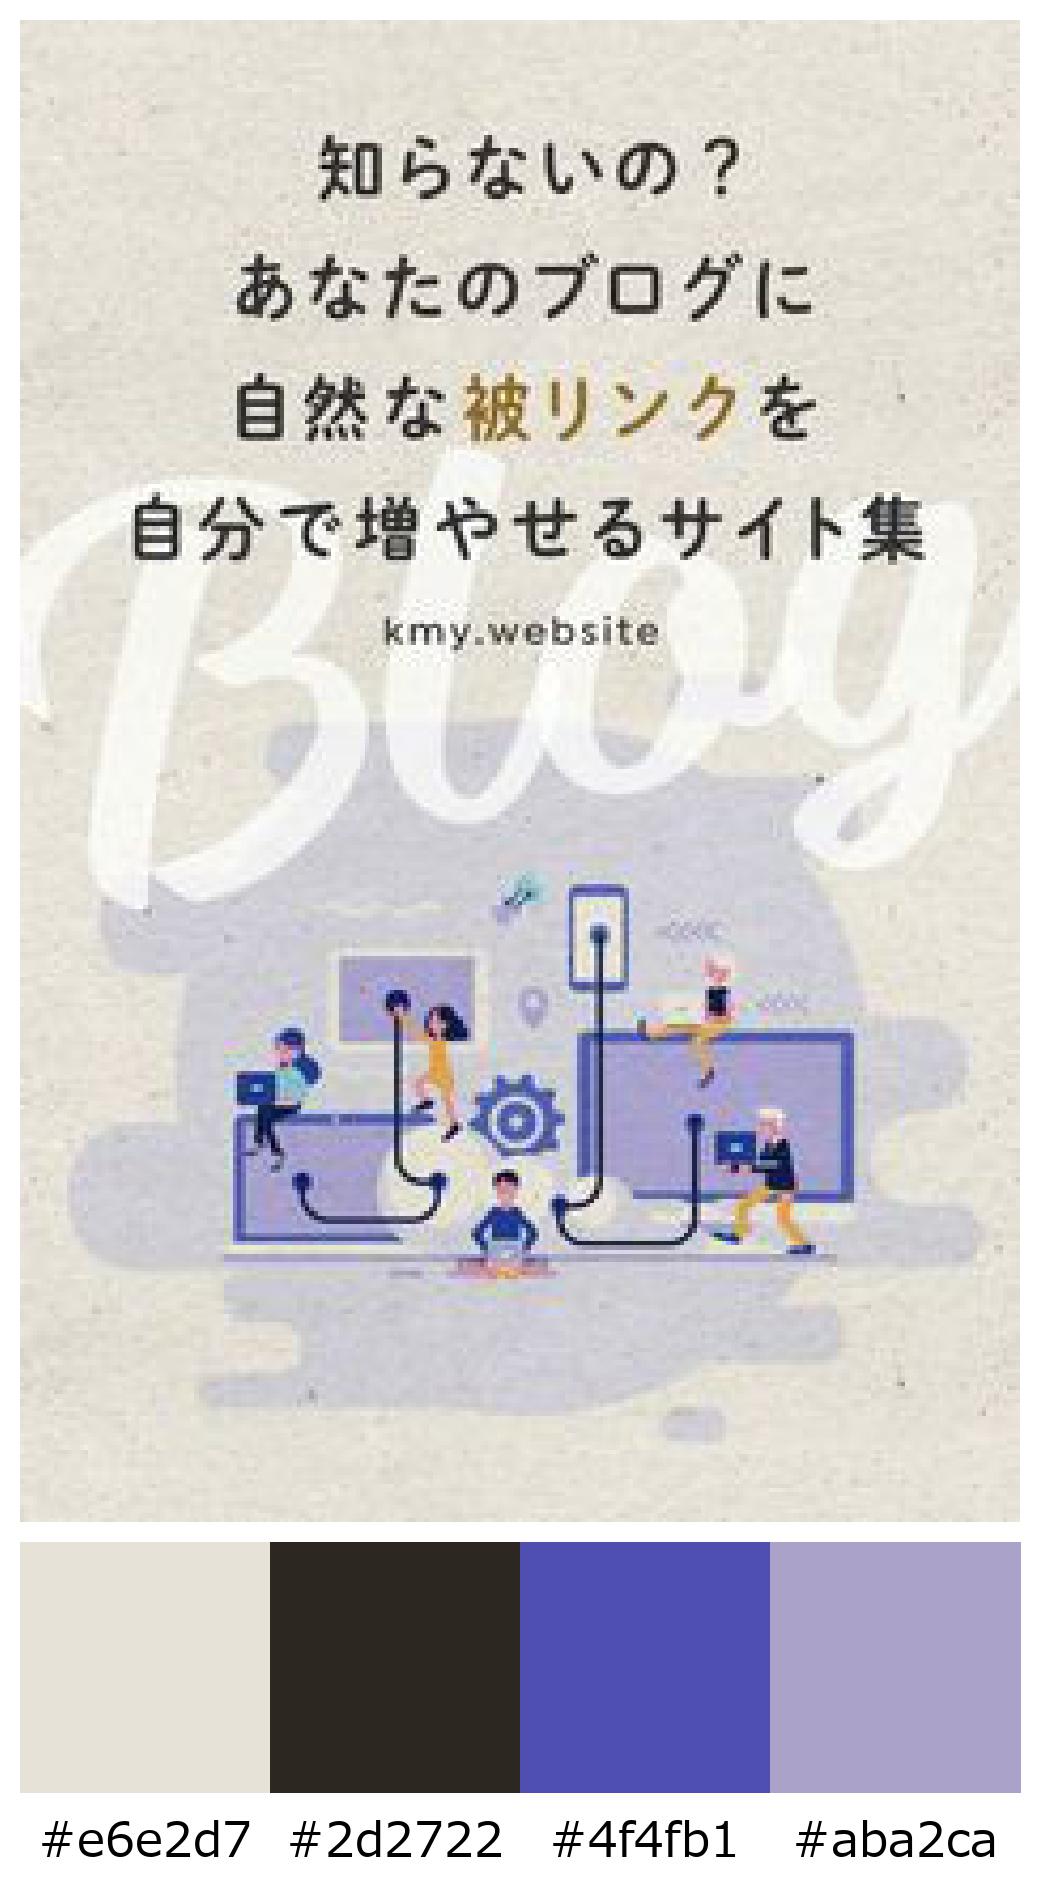 知らないの？
あなたのブログに
自然な被リンクを
自分で増やせるサイト集
Blog
kmy.website
#e6e2d7 #2d2722 #4f4fb1 #aba2ca